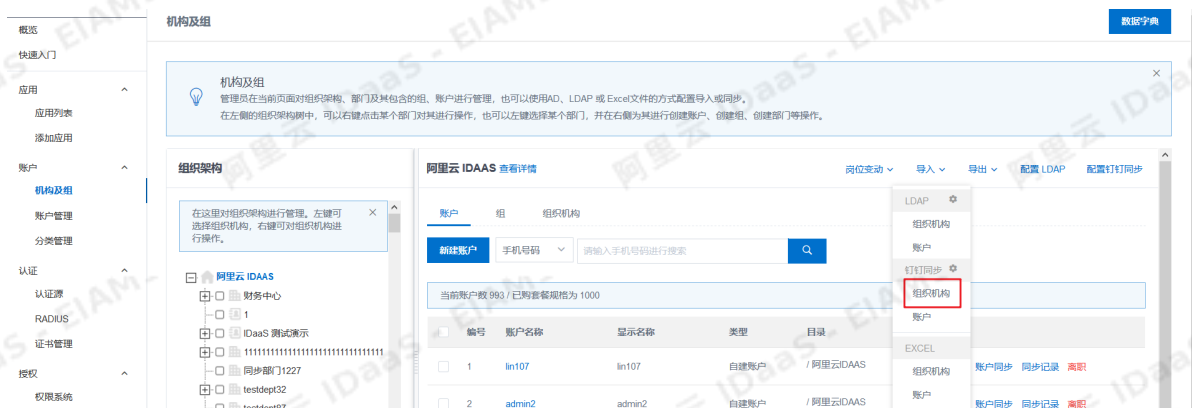 概览
快速入门
应用
应用列表
添加应用
账户
机构及组
账户管理
分类管理
认证
认证源
RADIUS
证书管理
授权
权限系统
机构及组
数据字典
机构及组
管理员在当前页面对组织架构、部门及其包含的组、账户进行管理，也可以使用AD、LDAP 或 Excel文件的方式配置导入或同步。
在左侧的组织架构树中，可以右键点击某个部门对其进行操作，也可以左键选择某个部门，并在右侧为其进行创建账户、创建组、创建部门等操作。
组织架构
在这里对组织架构进行管理。左键可
选择组织机构，右键可对组织机构进
行操作。
阿里云 IDAAS
财务中心
1
IDaaS 测试演示
同步部门1227
testdept32
阿里云 IDAAS 查看详情
岗位变动 导入 导出 配置 LDAP 配置钉钉同步
账户 组 组织机构
新建账户 手机号码 请输入手机号码进行搜索
当前账户数 993 / 已购套餐规格为 1000
编号 账户名称 显示名称 类型 目录
1 lin107 lin107 自建账户 / 阿里云IDAAS 账户同步 同步记录 离职
2 admin2 admin2 自建账户 / 阿里云IDAAS 账户同步 同步记录 离职
LDAP
组织机构
账户
钉钉同步
组织机构
账户
EXCEL
组织机构
账户